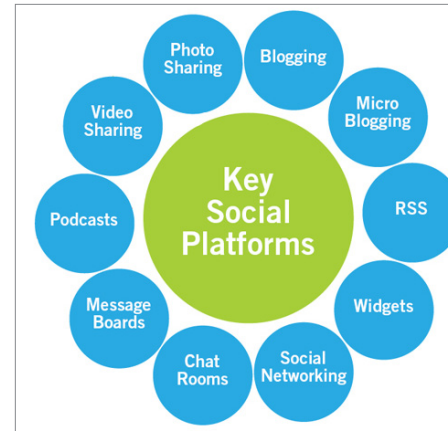 Key
Social
Platforms
Blogging
Micro
Blogging
RSS
Widgets
Social
Networking
Chat
Rooms
Message
Boards
Podcasts
Video
Sharing
Photo
Sharing